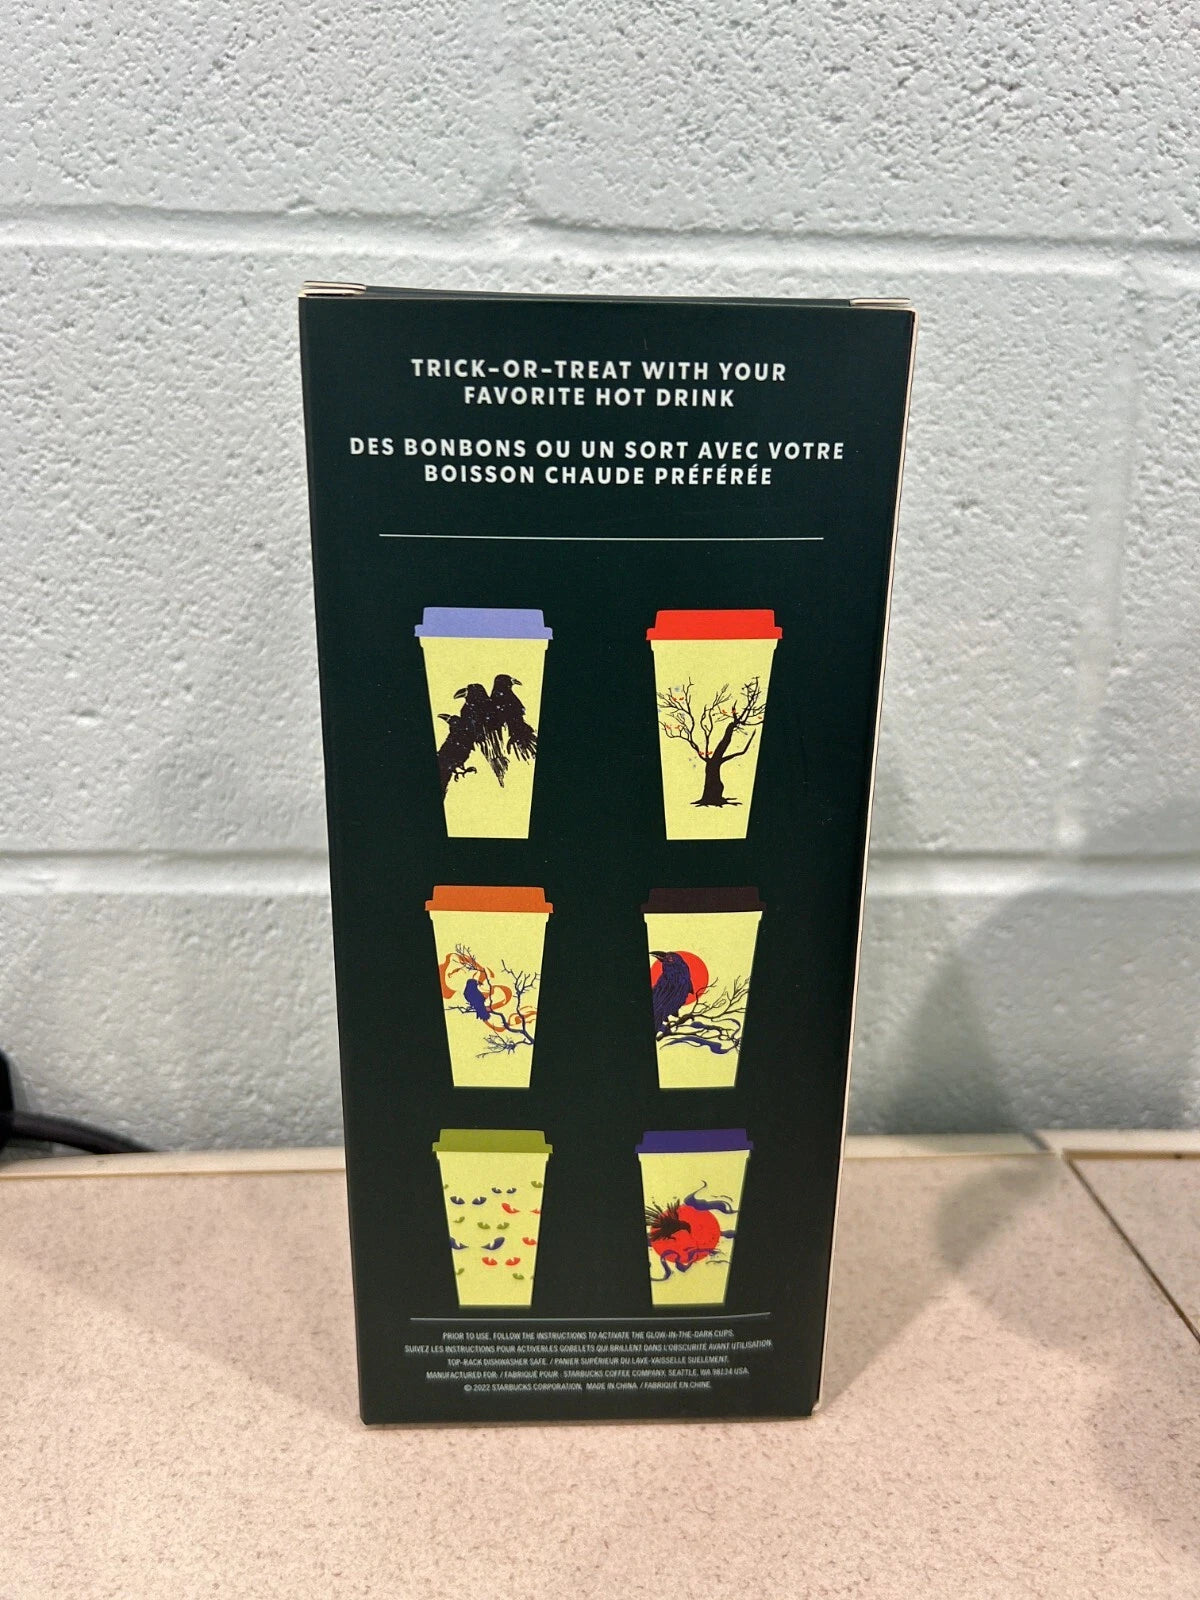 TRICK-OR-TREAT WITH YOUR
FAVORITE HOT DRINK
DES BONBONS OU UN SORT AVEC VOTRE
BOISSON CHAUDE PRÉFÉRÉE
PRIOR TO USE, FOLLOW THE INSTRUCTIONS TO ACTIVATE THE GLOW-IN-THE-DARK CUPS.
SUIVEZ LES INSTRUCTIONS POUR ACTIVERLES GOBELETS QUI BRILLENT DANS L'OBSCURITÉ AVANT UTILISATION.
TOP-RACK DISHWASHER SAFE. / PANIER SUPÉRIEUR DU LAVE-VAISSELLE SUELEMENT.
MANUFACTURED FOR: / FABRIQUÉ POUR : STARBUCKS COFFEE COMPANY, SEATTLE, WA 98134 USA.
© 2022 STARBUCKS CORPORATION. MADE IN CHINA. / FABRIQUÉ EN CHINE.